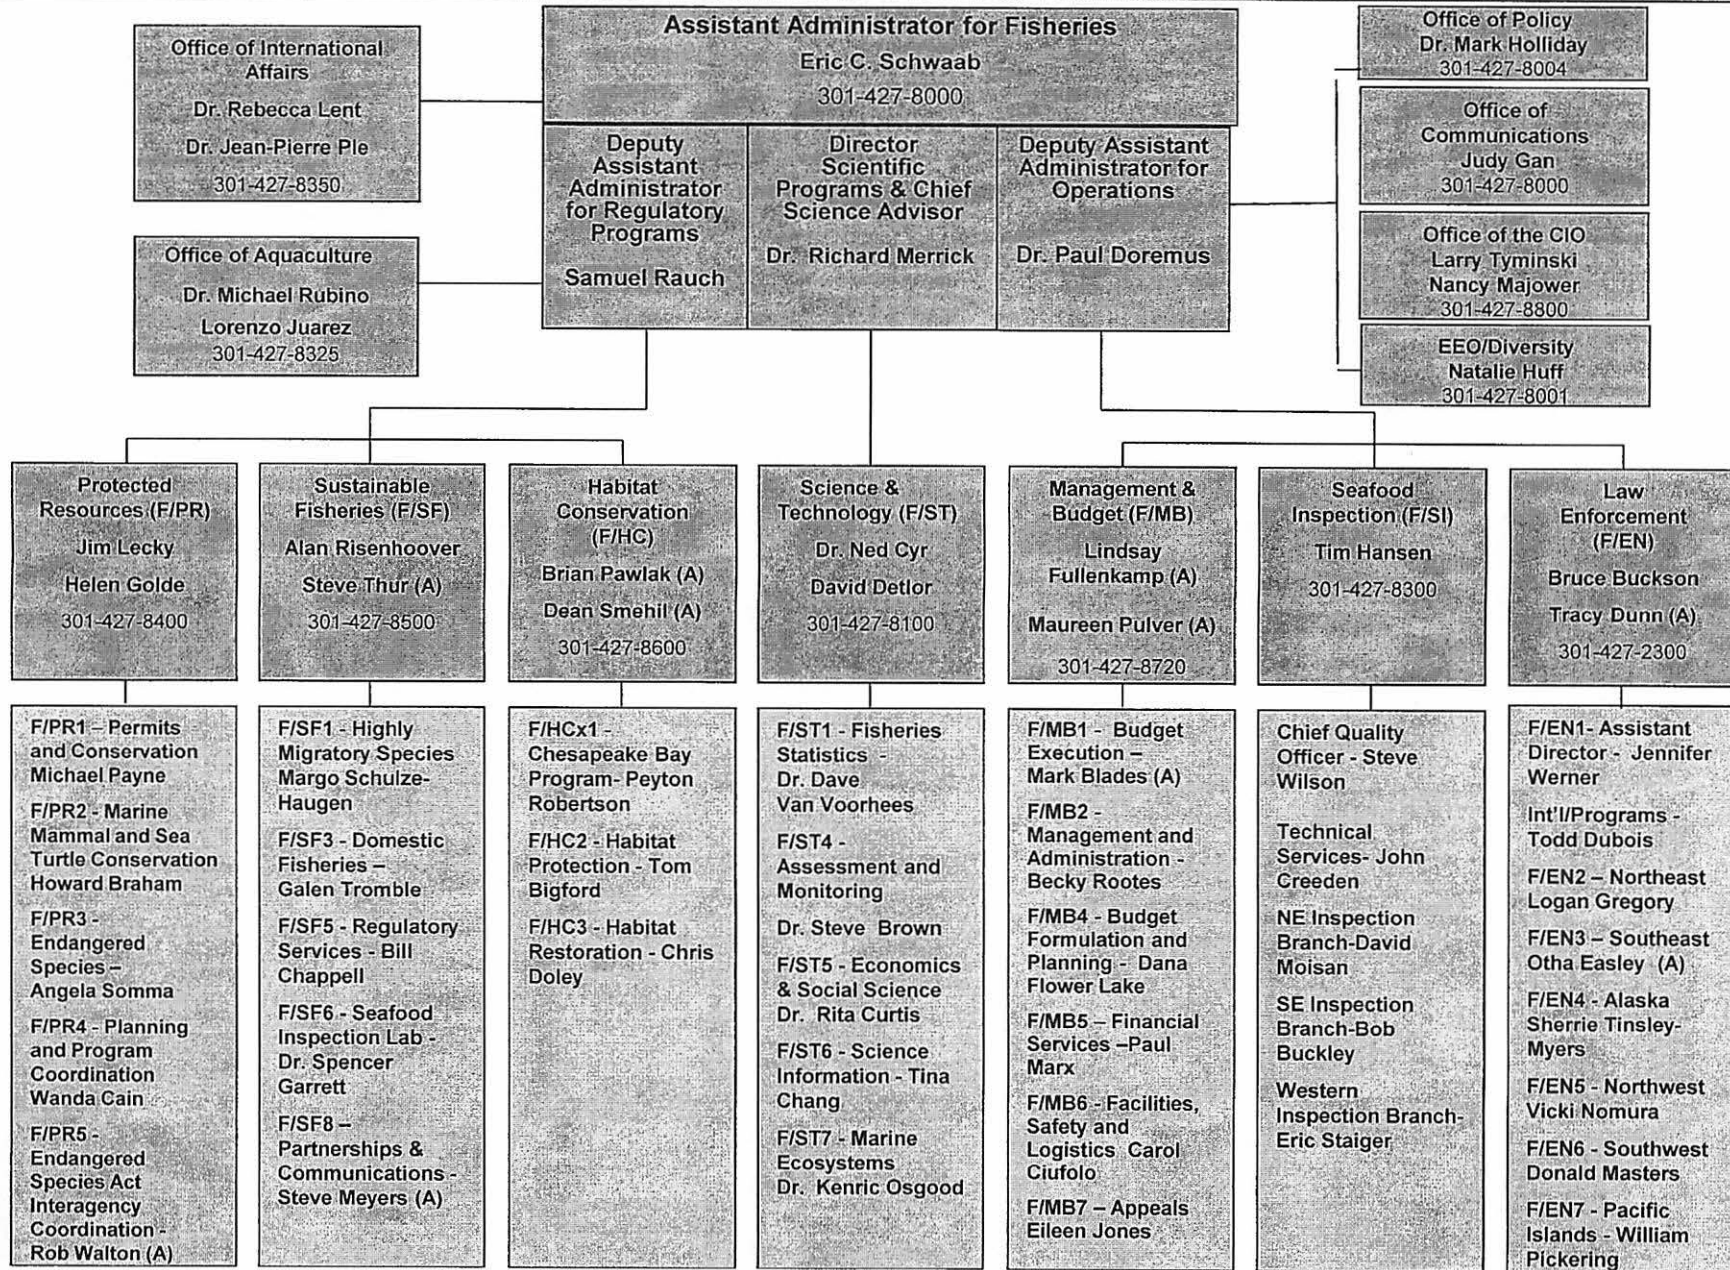 Assistant Administrator for Fisheries
Eric C. Schwaab
301-427-8000
Office of International
Affairs
Dr. Rebecca Lent
Dr. Jean-Pierre Ple
301-427-8350
Office of Aquaculture
Dr. Michael Rubino
Lorenzo Juarez
301-427-8325
Deputy
Assistant
Administrator
for Regulatory
Programs
Samuel Rauch
Director
Scientific
Programs & Chief
Science Advisor
Dr. Richard Merrick
Deputy Assistant
Administrator for
Operations
Dr. Paul Doremus
Office of Policy
Dr. Mark Holliday
301-427-8004
Office of
Communications
Judy Gan
301-427-8000
Office of the CIO
Larry Tyminski
Nancy Majower
301-427-8800
EEO/Diversity
Natalie Huff
301-427-8001
Protected
Resources (F/PR)
Jim Lecky
Helen Golde
301-427-8400
Sustainable
Fisheries (F/SF)
Alan Risenhoover
Steve Thur (A)
301-427-8500
Habitat
Conservation
(F/HC)
Brian Pawlak (A)
Dean Smehil (A)
301-427-8600
Science &
Technology (F/ST)
Dr. Ned Cyr
David Detlor
301-427-8100
Management &
Budget (F/MB)
Lindsay
Fullenkamp (A)
Maureen Pulver (A)
301-427-8720
Seafood
Inspection (F/SI)
Tim Hansen
301-427-8300
Law
Enforcement
(F/EN)
Bruce Buckson
Tracy Dunn (A)
301-427-2300
F/PR1 – Permits
and Conservation
Michael Payne
F/PR2 - Marine
Mammal and Sea
Turtle Conservation
Howard Braham
F/PR3 -
Endangered
Species –
Angela Somma
F/PR4 - Planning
and Program
Coordination
Wanda Cain
F/PR5 -
Endangered
Species Act
Interagency
Coordination -
Rob Walton (A)
F/SF1 - Highly
Migratory Species
Margo Schulze-
Haugen
F/SF3 - Domestic
Fisheries –
Galen Tromble
F/SF5 - Regulatory
Services - Bill
Chappell
F/SF6 - Seafood
Inspection Lab -
Dr. Spencer
Garrett
F/SF8 –
Partnerships &
Communications -
Steve Meyers (A)
F/HCx1 -
Chesapeake Bay
Program- Peyton
Robertson
F/HC2 - Habitat
Protection - Tom
Bigford
F/HC3 - Habitat
Restoration - Chris
Doley
F/ST1 - Fisheries
Statistics -
Dr. Dave
Van Voorhees
F/ST4 -
Assessment and
Monitoring
Dr. Steve Brown
F/ST5 - Economics
& Social Science
Dr. Rita Curtis
F/ST6 - Science
Information - Tina
Chang
F/ST7 - Marine
Ecosystems
Dr. Kenric Osgood
F/MB1 - Budget
Execution –
Mark Blades (A)
F/MB2 -
Management and
Administration -
Becky Rootes
F/MB4 - Budget
Formulation and
Planning - Dana
Flower Lake
F/MB5 – Financial
Services –Paul
Marx
F/MB6 - Facilities,
Safety and
Logistics Carol
Ciufolo
F/MB7 – Appeals
Eileen Jones
Chief Quality
Officer - Steve
Wilson
Technical
Services- John
Creeden
NE Inspection
Branch-David
Moisan
SE Inspection
Branch-Bob
Buckley
Western
Inspection Branch-
Eric Staiger
F/EN1- Assistant
Director - Jennifer
Werner
Int'l/Programs -
Todd Dubois
F/EN2 – Northeast
Logan Gregory
F/EN3 – Southeast
Otha Easley (A)
F/EN4 - Alaska
Sherrie Tinsley-
Myers
F/EN5 - Northwest
Vicki Nomura
F/EN6 - Southwest
Donald Masters
F/EN7 - Pacific
Islands - William
Pickering